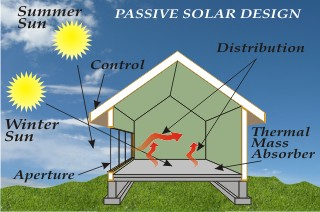 Summer
Sun
PASSIVE SOLAR DESIGN
Distribution
Control
Winter
Sun
Thermal
Mass
Absorber
Aperture